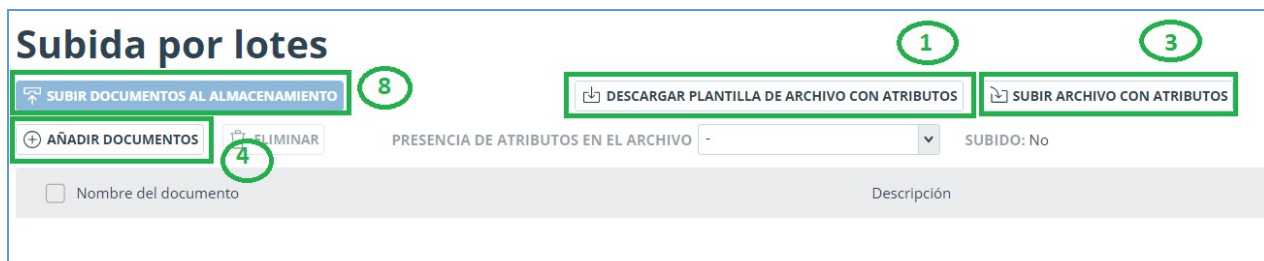 Subida por lotes
1
3
SUBIR DOCUMENTOS AL ALMACENAMIENTO
8
DESCARGAR PLANTILLA DE ARCHIVO CON ATRIBUTOS
SUBIR ARCHIVO CON ATRIBUTOS
AÑADIR DOCUMENTOS
ELIMINAR
4
PRESENCIA DE ATRIBUTOS EN EL ARCHIVO
-
SUBIDO: No
Nombre del documento
Descripción